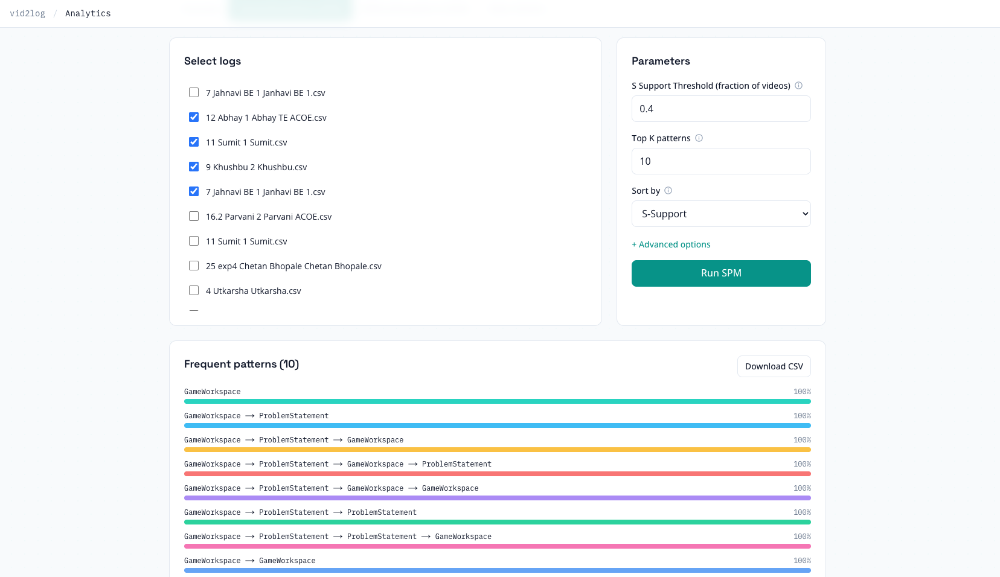 vid2log / Analytics
Select logs
7 Jahnavi BE 1 Janhavi BE 1.csv
12 Abhay 1 Abhay TE ACOE.csv
11 Sumit 1 Sumit.csv
9 Khushbu 2 Khushbu.csv
7 Jahnavi BE 1 Janhavi BE 1.csv
16.2 Parvani 2 Parvani ACOE.csv
11 Sumit 1 Sumit.csv
25 exp4 Chetan Bhopale Chetan Bhopale.csv
4 Utkarsha Utkarsha.csv
Parameters
S Support Threshold (fraction of videos)
0.4
Top K patterns
10
Sort by
S-Support
+ Advanced options
Run SPM
Frequent patterns (10)
Download CSV
GameWorkspace 100%
GameWorkspace → ProblemStatement 100%
GameWorkspace → ProblemStatement → GameWorkspace 100%
GameWorkspace → ProblemStatement → GameWorkspace → ProblemStatement 100%
GameWorkspace → ProblemStatement → GameWorkspace → GameWorkspace 100%
GameWorkspace → ProblemStatement → ProblemStatement 100%
GameWorkspace → ProblemStatement → ProblemStatement → GameWorkspace 100%
GameWorkspace → GameWorkspace 100%